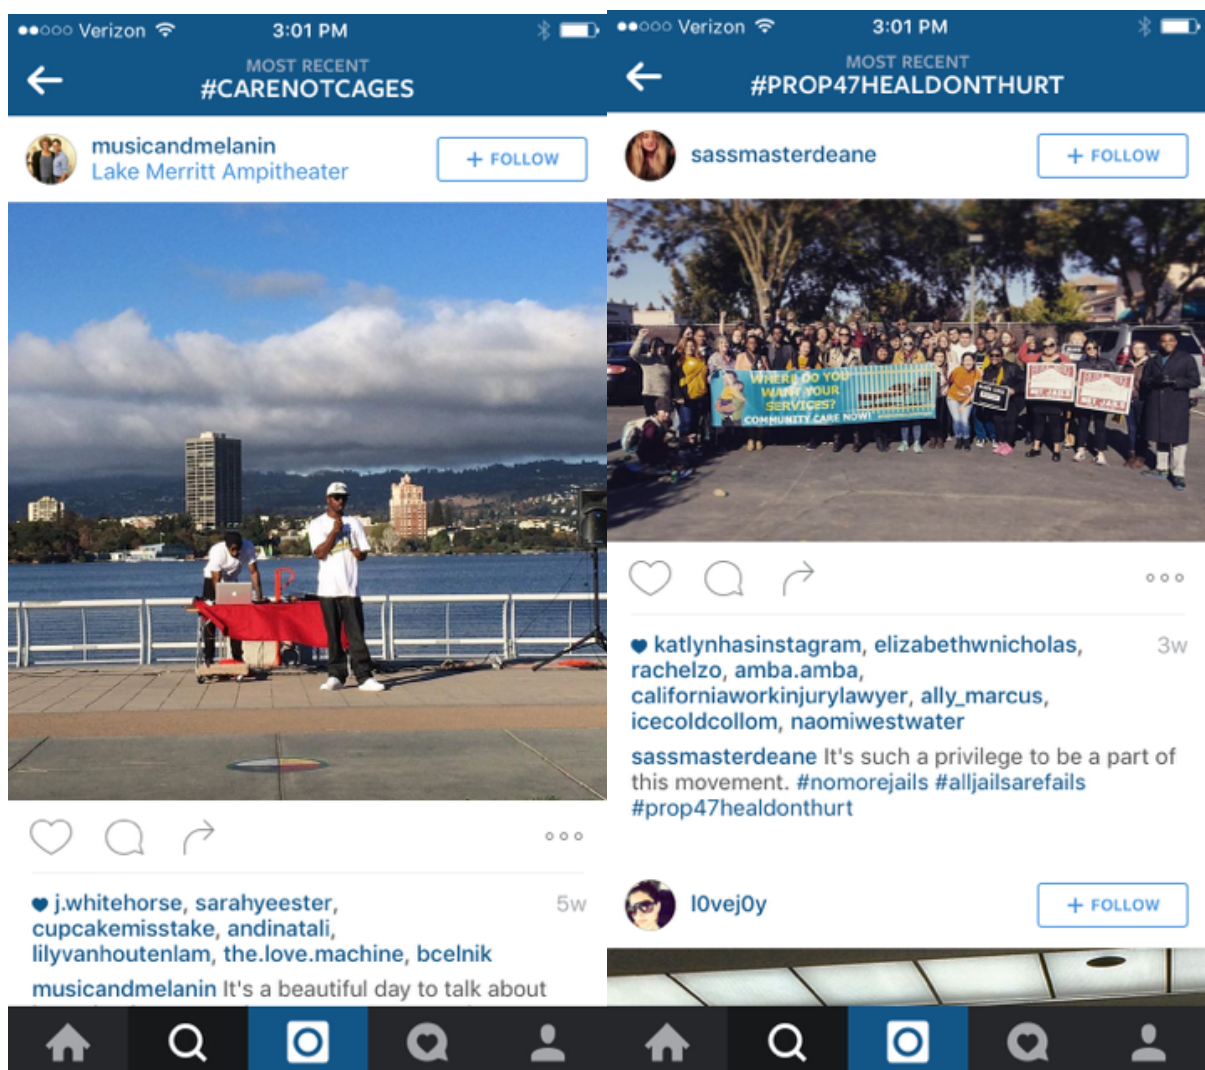 Verizon
3:01 PM
MOST RECENT
#CARENOTCAGES
musicandmelanin
Lake Merritt Ampitheater
+ FOLLOW
j.whitehorse, sarahyeester,
5w
cupcakemisstake, andinatali,
lilyvanhoutenlam, the.love.machine, bcelnik
musicandmelanin It's a beautiful day to talk about
Verizon
3:01 PM
MOST RECENT
#PROP47HEALDONTHURT
sassmasterdeane
+ FOLLOW
WHERE DO YOU
WANT YOUR
SERVICES?
COMMUNITY CARE NOW!
katlynhasinstagram, elizabethwnicholas,
3w
rachelzo, amba.amba,
californiaworkinjurylawyer, ally_marcus,
icecoldcollom, naomiwestwater
sassmasterdeane It's such a privilege to be a part of
this movement. #nomorejails #alljailsarefails
#prop47healdonthurt
l0vej0y
+ FOLLOW